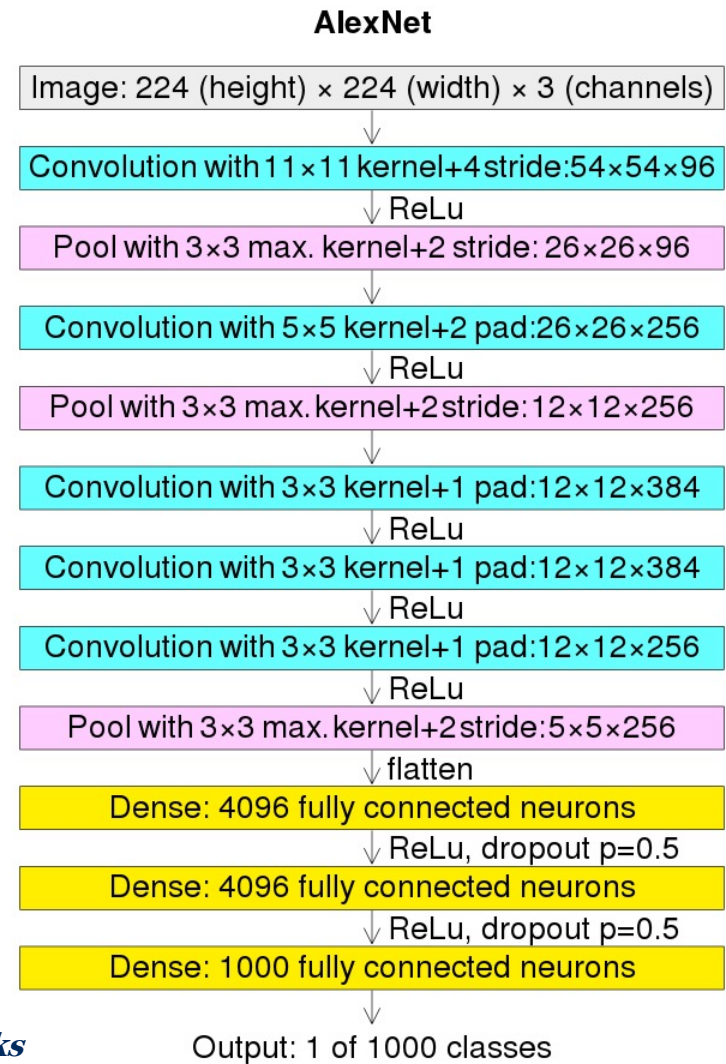 AlexNet
Image: 224 (height) × 224 (width) × 3 (channels)
Convolution with 11×11 kernel+4 stride:54×54×96
ReLu
Pool with 3×3 max. kernel+2 stride: 26×26×96
Convolution with 5×5 kernel+2 pad:26×26×256
ReLu
Pool with 3×3 max.kernel+2stride:12×12×256
Convolution with 3×3 kernel+1 pad:12×12×384
ReLu
Convolution with 3×3 kernel+1 pad:12×12×384
ReLu
Convolution with 3×3 kernel+1 pad:12×12×256
ReLu
Pool with 3×3 max.kernel+2stride:5×5×256
flatten
Dense: 4096 fully connected neurons
ReLu, dropout p=0.5
Dense: 4096 fully connected neurons
ReLu, dropout p=0.5
Dense: 1000 fully connected neurons
Output: 1 of 1000 classes